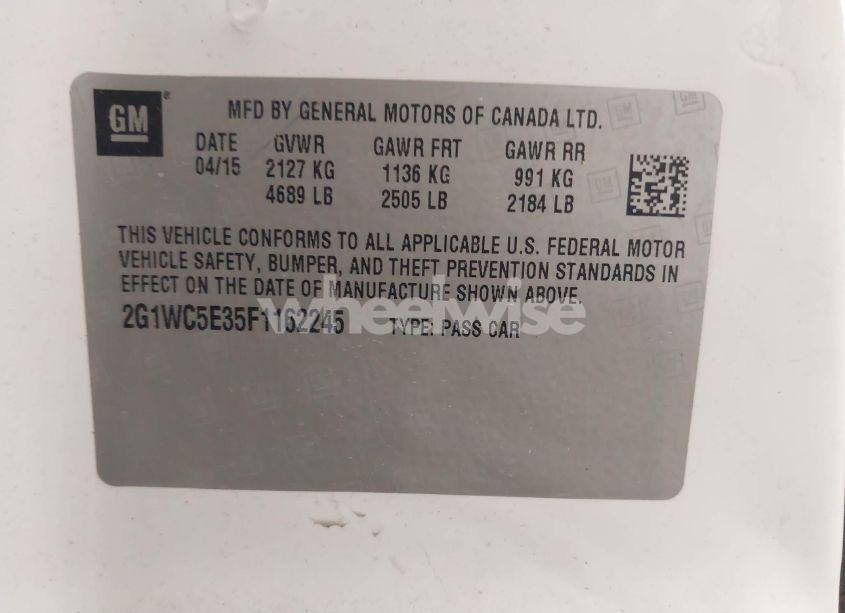 GM ®
MFD BY GENERAL MOTORS OF CANADA LTD.
DATE GVWR GAWR FRT GAWR RR
04/15 2127 KG 1136 KG 991 KG
4689 LB 2505 LB 2184 LB
THIS VEHICLE CONFORMS TO ALL APPLICABLE U.S. FEDERAL MOTOR
VEHICLE SAFETY, BUMPER, AND THEFT PREVENTION STANDARDS IN
EFFECT ON THE DATE OF MANUFACTURE SHOWN ABOVE.
wheelwise
2G1WC5E35F1162245 TYPE: PASS CAR